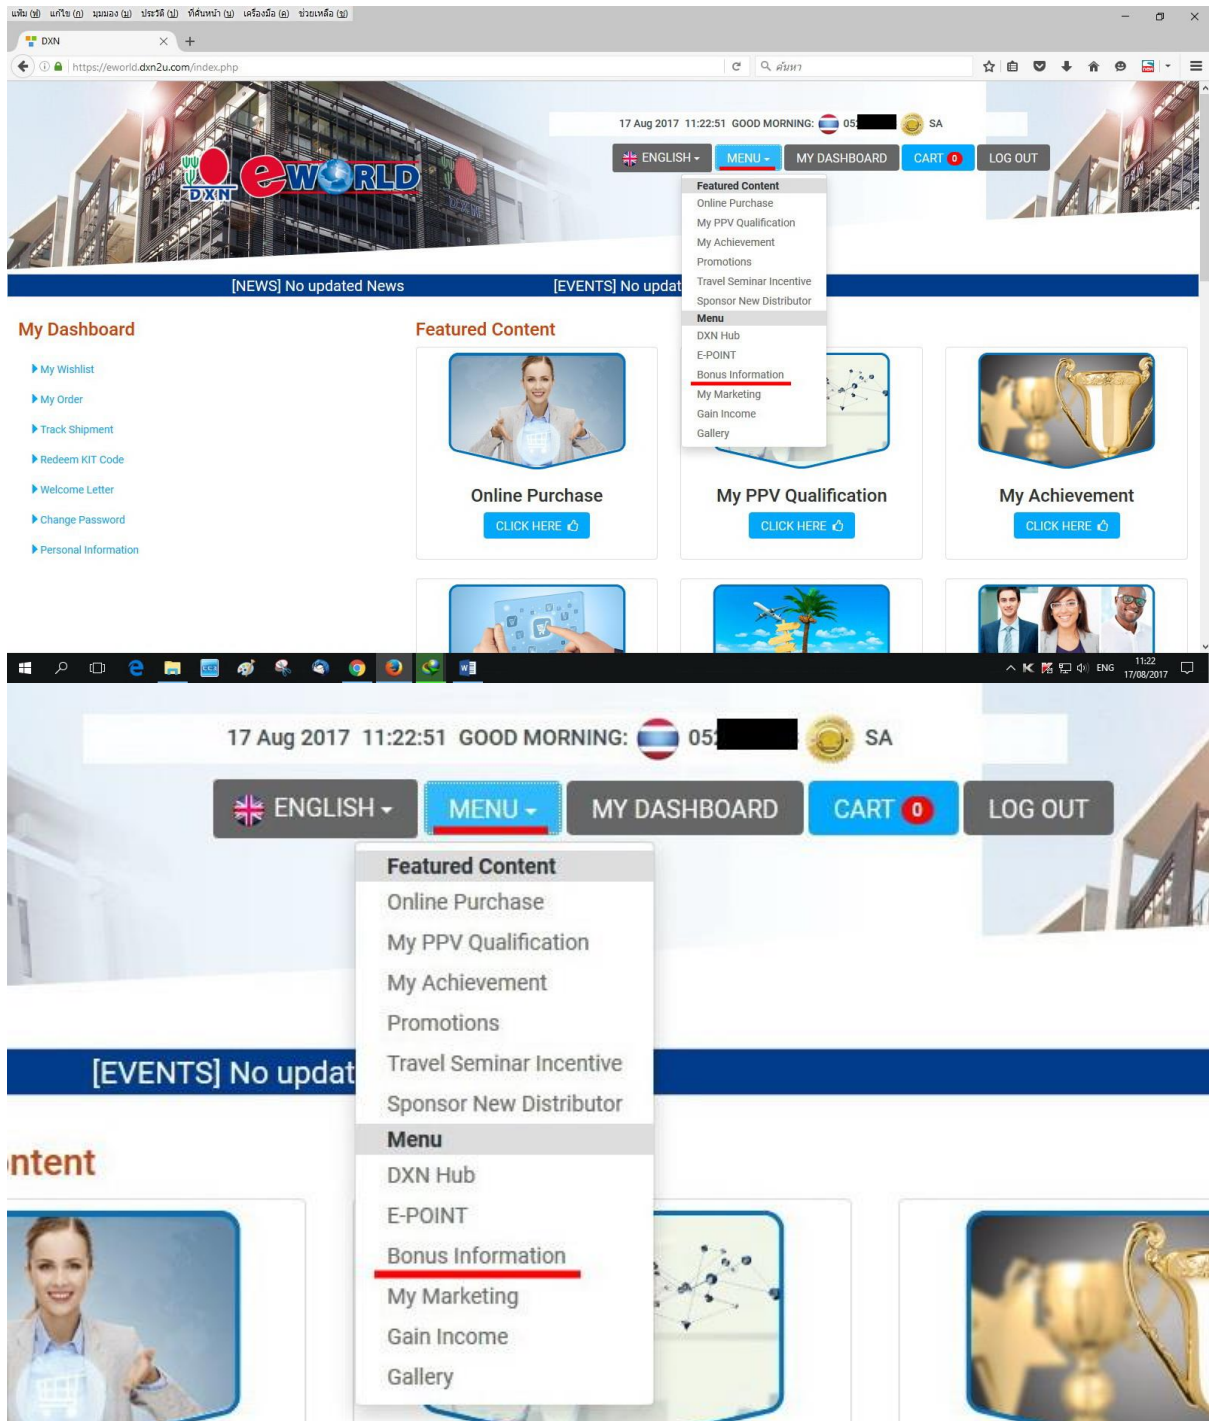 แฟ้ม (ฟ) แก้ไข (ก) มุมมอง (ม) ประวัติ (ป) ที่คั่นหน้า (น) เครื่องมือ (ค) ช่วยเหลือ (ช)
DXN
https://eworld.dxn2u.com/index.php
ค้นหา
17 Aug 2017 11:22:51 GOOD MORNING: 052 SA
ENGLISH MENU MY DASHBOARD CART 0 LOG OUT
DXN eWORLD
Featured Content
Online Purchase
My PPV Qualification
My Achievement
Promotions
Travel Seminar Incentive
Sponsor New Distributor
Menu
DXN Hub
E-POINT
Bonus Information
My Marketing
Gain Income
Gallery
[NEWS] No updated News [EVENTS] No updat
My Dashboard
My Wishlist
My Order
Track Shipment
Redeem KIT Code
Welcome Letter
Change Password
Personal Information
Featured Content
Online Purchase My PPV Qualification My Achievement
CLICK HERE CLICK HERE CLICK HERE
ENG 11:22
17/08/2017
17 Aug 2017 11:22:51 GOOD MORNING: 052 SA
ENGLISH MENU MY DASHBOARD CART 0 LOG OUT
Featured Content
Online Purchase
My PPV Qualification
My Achievement
Promotions
Travel Seminar Incentive
Sponsor New Distributor
Menu
DXN Hub
E-POINT
Bonus Information
My Marketing
Gain Income
Gallery
[EVENTS] No updat
ntent